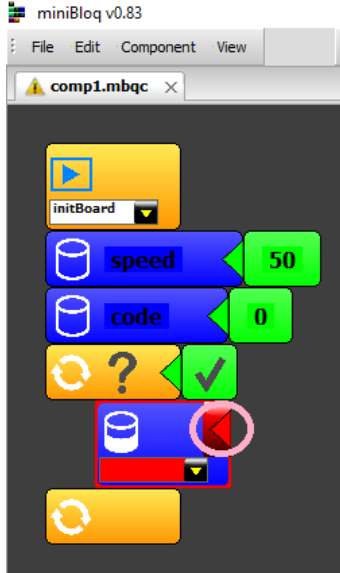 miniBloq v0.83
File Edit Component View
comp1.mbqc
initBoard
speed 50
code 0
?